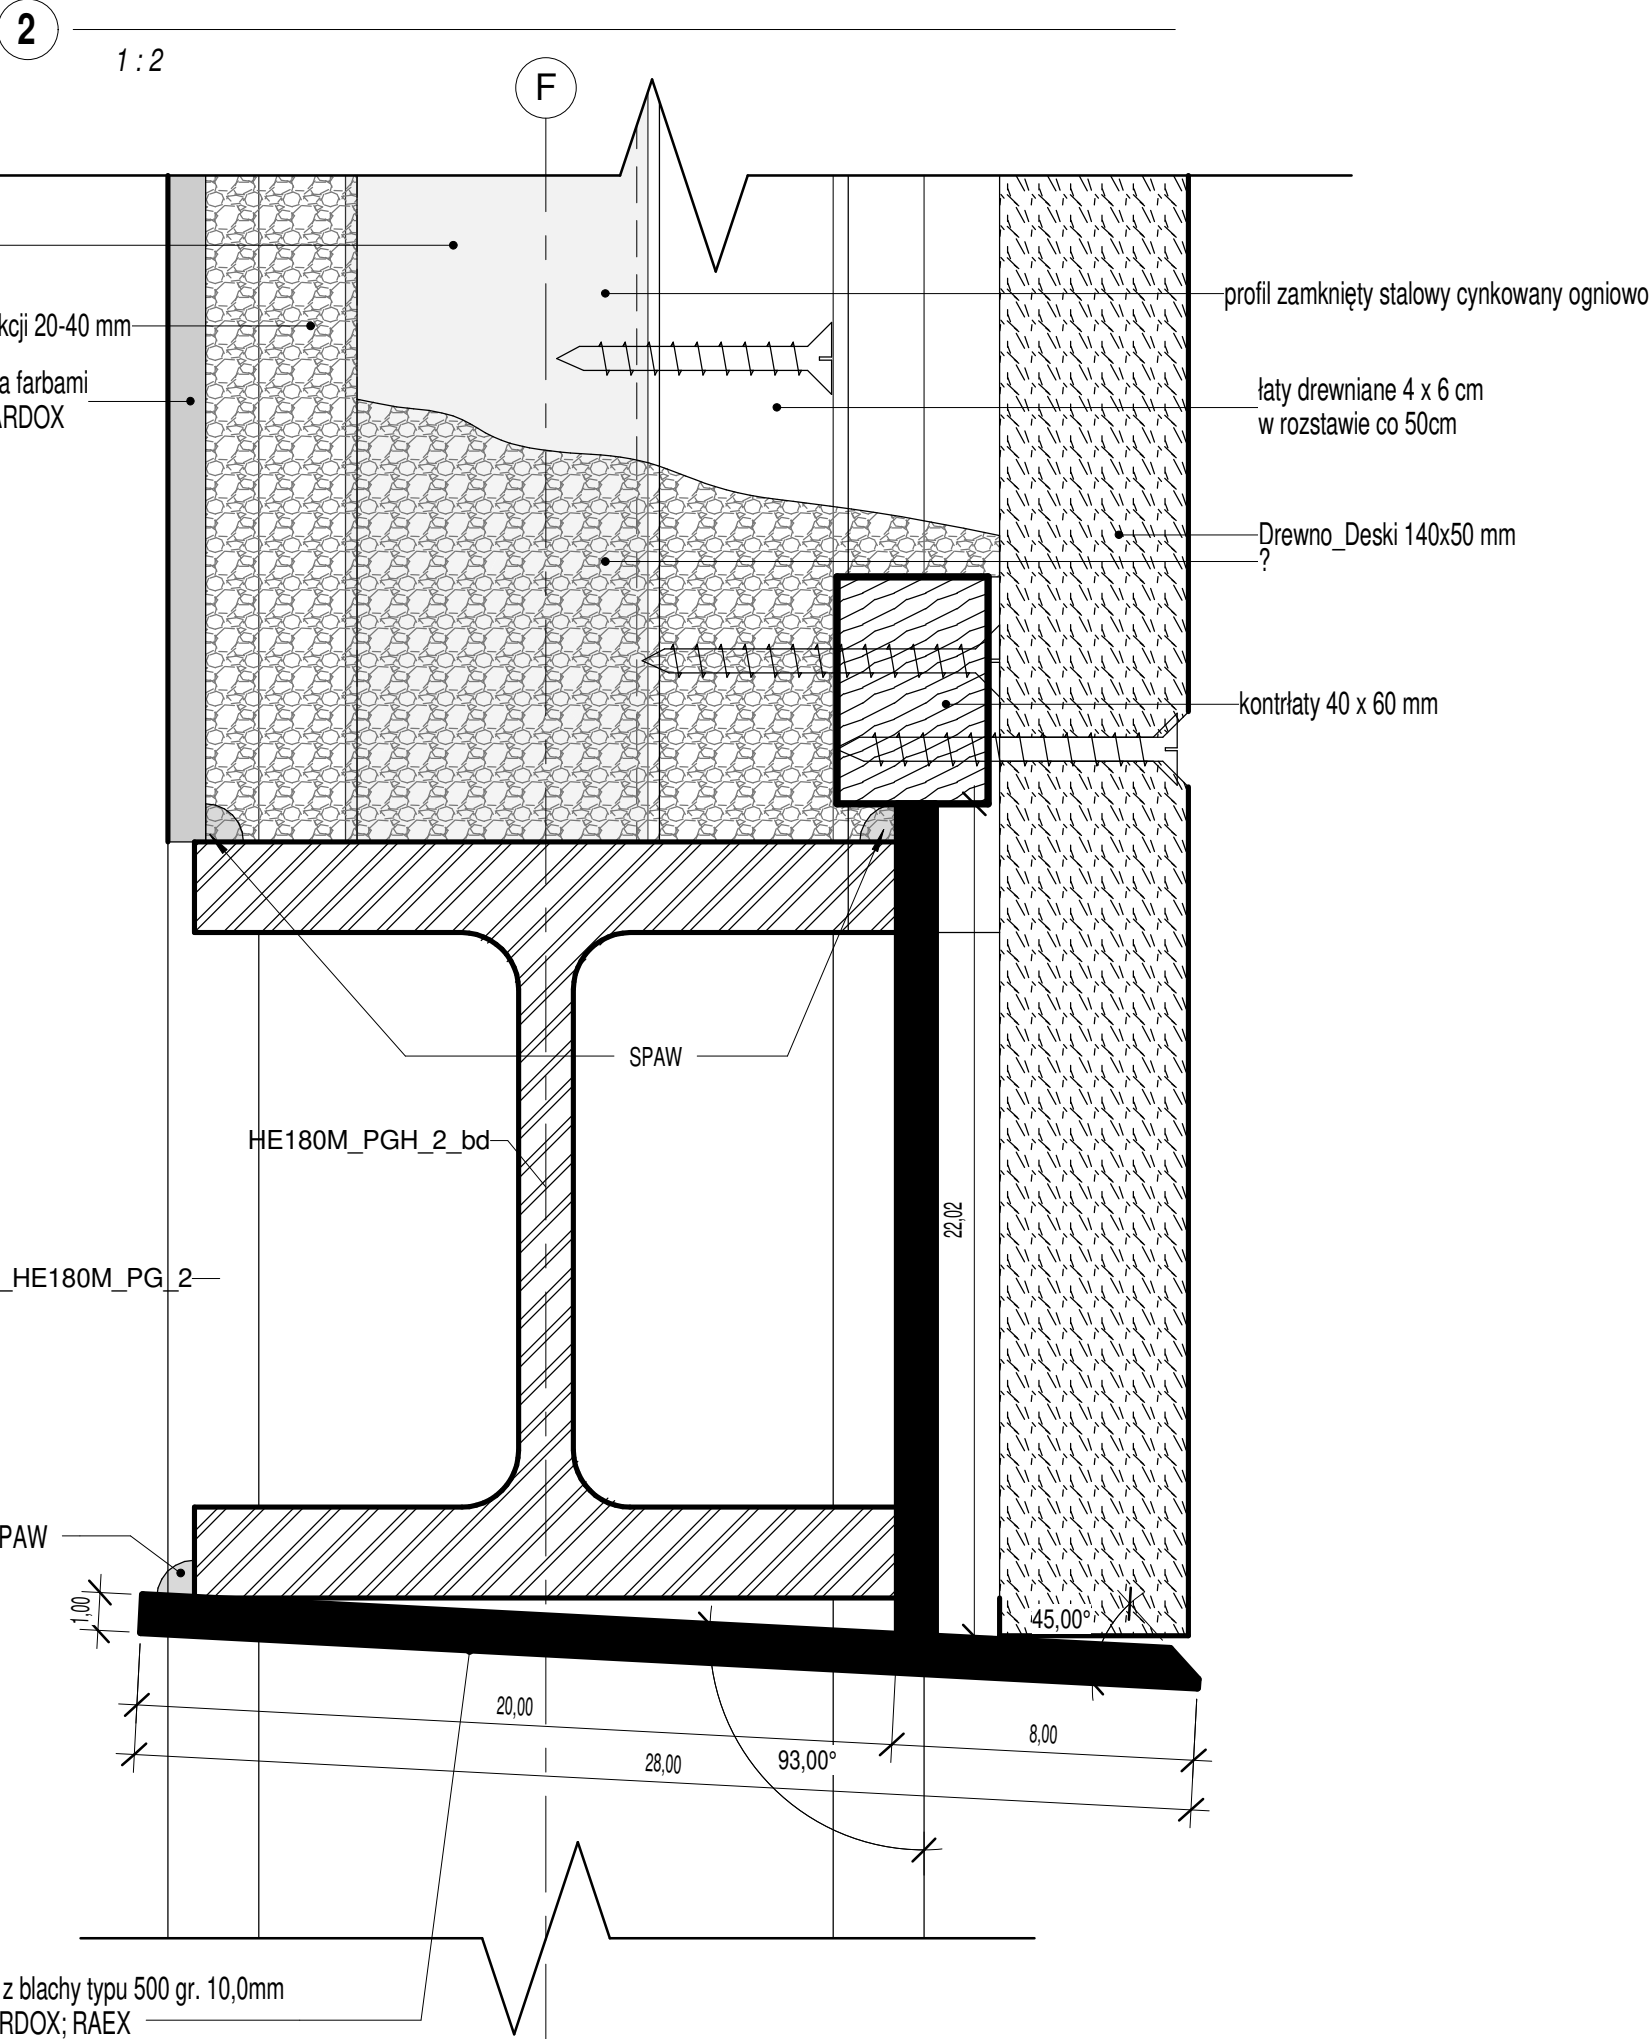 2
1 : 2
F
profil zamknięty stalowy cynkowany ogniowo
kcji 20-40 mm
a farbami
ARDOX
łaty drewniane 4 x 6 cm
w rozstawie co 50cm
Drewno_Deski 140x50 mm
?
kontrłaty 40 x 60 mm
SPAW
HE180M_PGH_2_bd
22,02
_HE180M_PG_2
PAW
1,00
45,00°
20,00
8,00
28,00
93,00°
z blachy typu 500 gr. 10,0mm
RDOX; RAEX